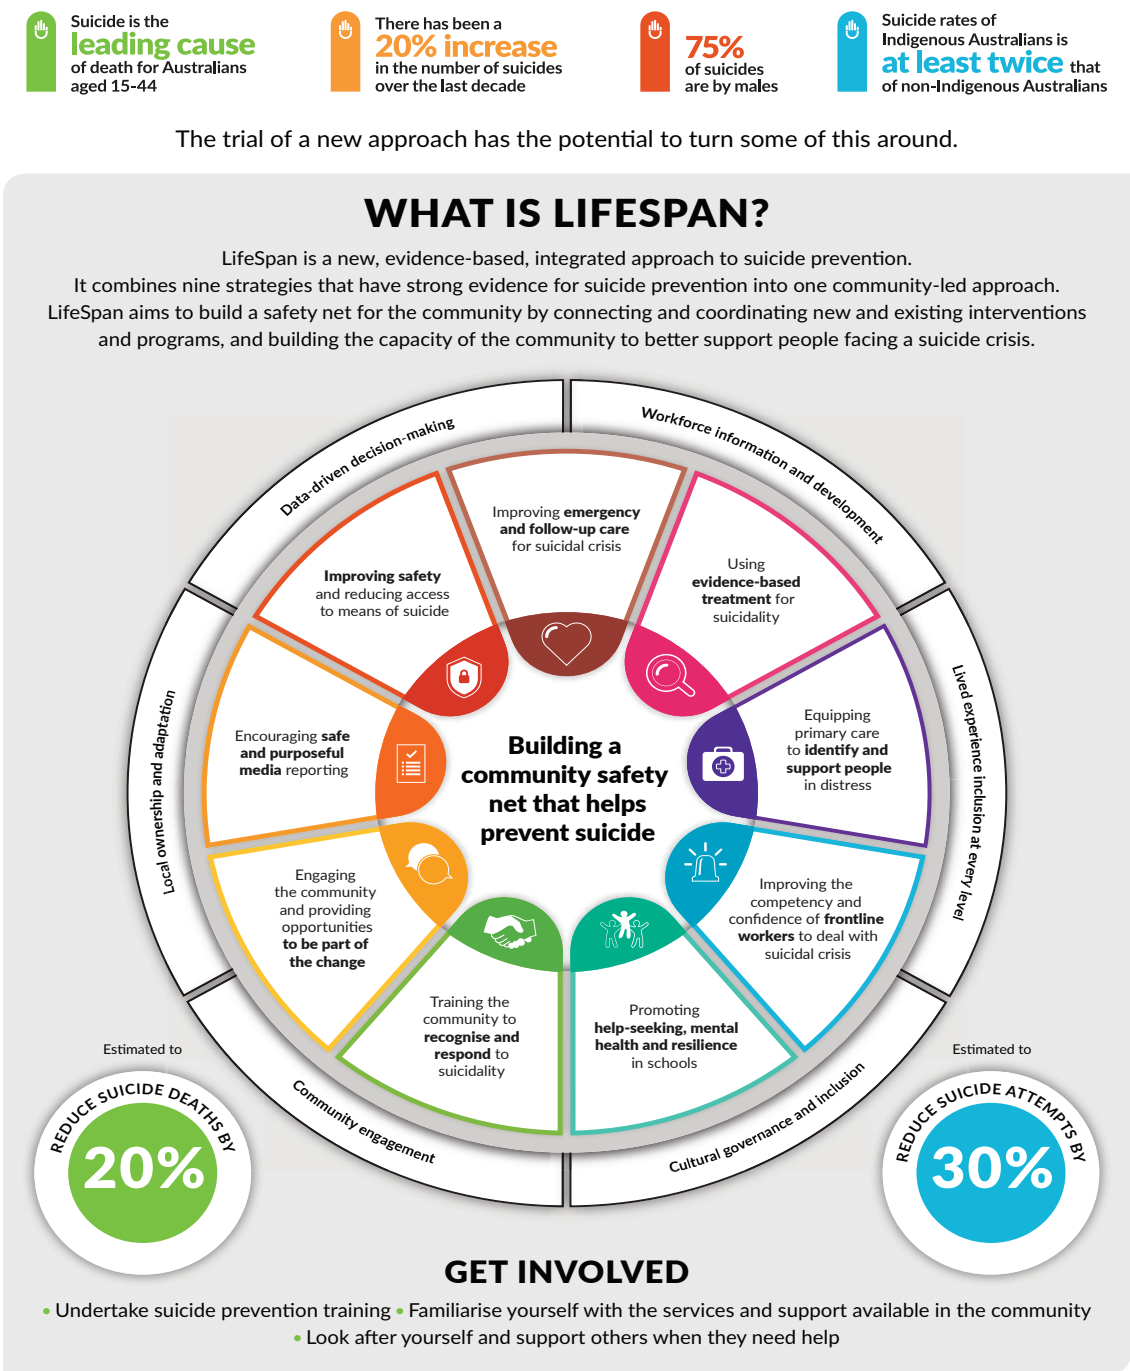 Suicide is the
leading cause
of death for Australians
aged 15-44
There has been a
20% increase
in the number of suicides
over the last decade
75%
of suicides
are by males
Suicide rates of
Indigenous Australians is
at least twice that
of non-Indigenous Australians
The trial of a new approach has the potential to turn some of this around.
WHAT IS LIFESPAN?
LifeSpan is a new, evidence-based, integrated approach to suicide prevention.
It combines nine strategies that have strong evidence for suicide prevention into one community-led approach.
LifeSpan aims to build a safety net for the community by connecting and coordinating new and existing interventions
and programs, and building the capacity of the community to better support people facing a suicide crisis.
Data-driven decision-making
Workforce information and development
Lived experience inclusion at every level
Cultural governance and inclusion
Community engagement
Local ownership and adaptation
Improving emergency
and follow-up care
for suicidal crisis
Using
evidence-based
treatment for
suicidality
Equipping
primary care
to identify and
support people
in distress
Improving the
competency and
confidence of frontline
workers to deal with
suicidal crisis
Promoting
help-seeking, mental
health and resilience
in schools
Training the
community to
recognise and
respond to
suicidality
Engaging
the community
and providing
opportunities
to be part of
the change
Encouraging safe
and purposeful
media reporting
Improving safety
and reducing access
to means of suicide
Building a
community safety
net that helps
prevent suicide
Estimated to
REDUCE SUICIDE DEATHS BY
20%
Estimated to
REDUCE SUICIDE ATTEMPTS BY
30%
GET INVOLVED
• Undertake suicide prevention training • Familiarise yourself with the services and support available in the community
• Look after yourself and support others when they need help